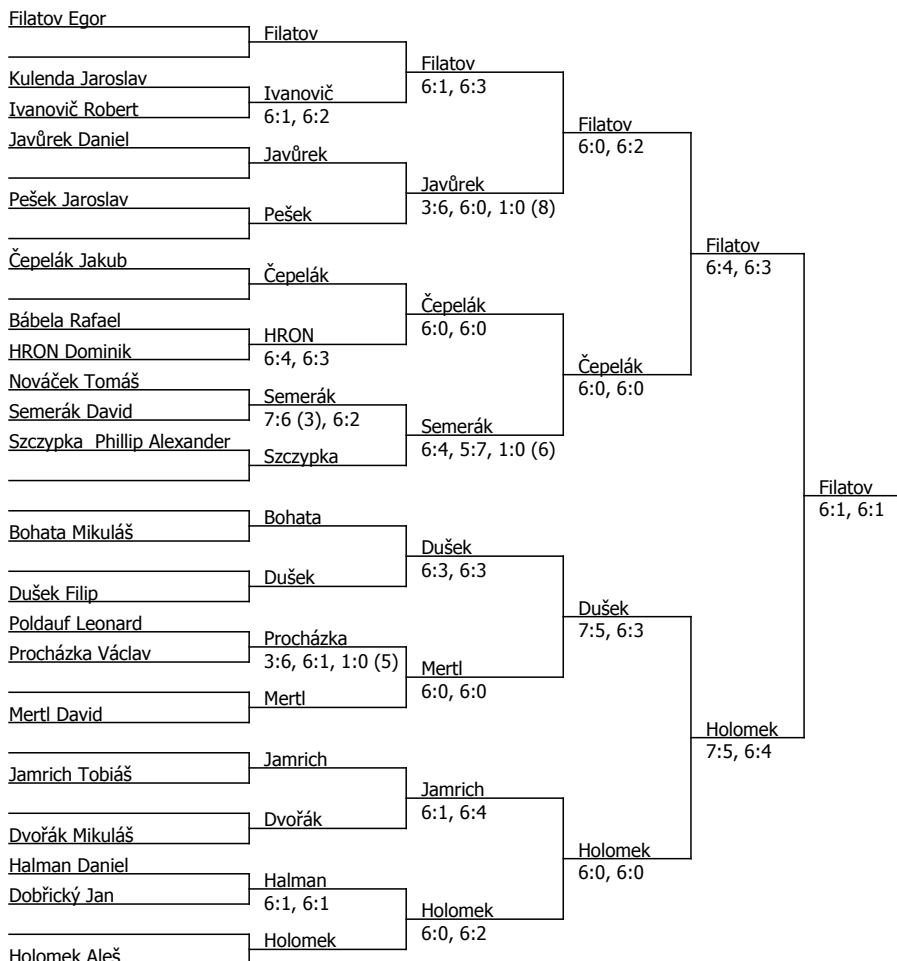 Filatov Egor
Kulenda Jaroslav
Ivanovič Robert
Javůrek Daniel
Pešek Jaroslav
Čepelák Jakub
Bábela Rafael
HRON Dominik
Nováček Tomáš
Semerák David
Szczypka  Phillip Alexander
Bohata Mikuláš
Dušek Filip
Poldauf Leonard
Procházka Václav
Mertl David
Jamrich Tobiáš
Dvořák Mikuláš
Halman Daniel
Dobřický Jan
Holomek Aleš
Filatov
Ivanovič
6:1, 6:2
Javůrek
Pešek
Čepelák
HRON
6:4, 6:3
Semerák
7:6 (3), 6:2
Szczypka
Bohata
Dušek
Procházka
3:6, 6:1, 1:0 (5)
Mertl
Jamrich
Dvořák
Halman
6:1, 6:1
Holomek
Filatov
6:1, 6:3
Javůrek
3:6, 6:0, 1:0 (8)
Čepelák
6:0, 6:0
Semerák
6:4, 5:7, 1:0 (6)
Dušek
6:3, 6:3
Mertl
6:0, 6:0
Jamrich
6:1, 6:4
Holomek
6:0, 6:2
Filatov
6:0, 6:2
Čepelák
6:0, 6:0
Dušek
7:5, 6:3
Holomek
6:0, 6:0
Filatov
6:4, 6:3
Holomek
7:5, 6:4
Filatov
6:1, 6:1